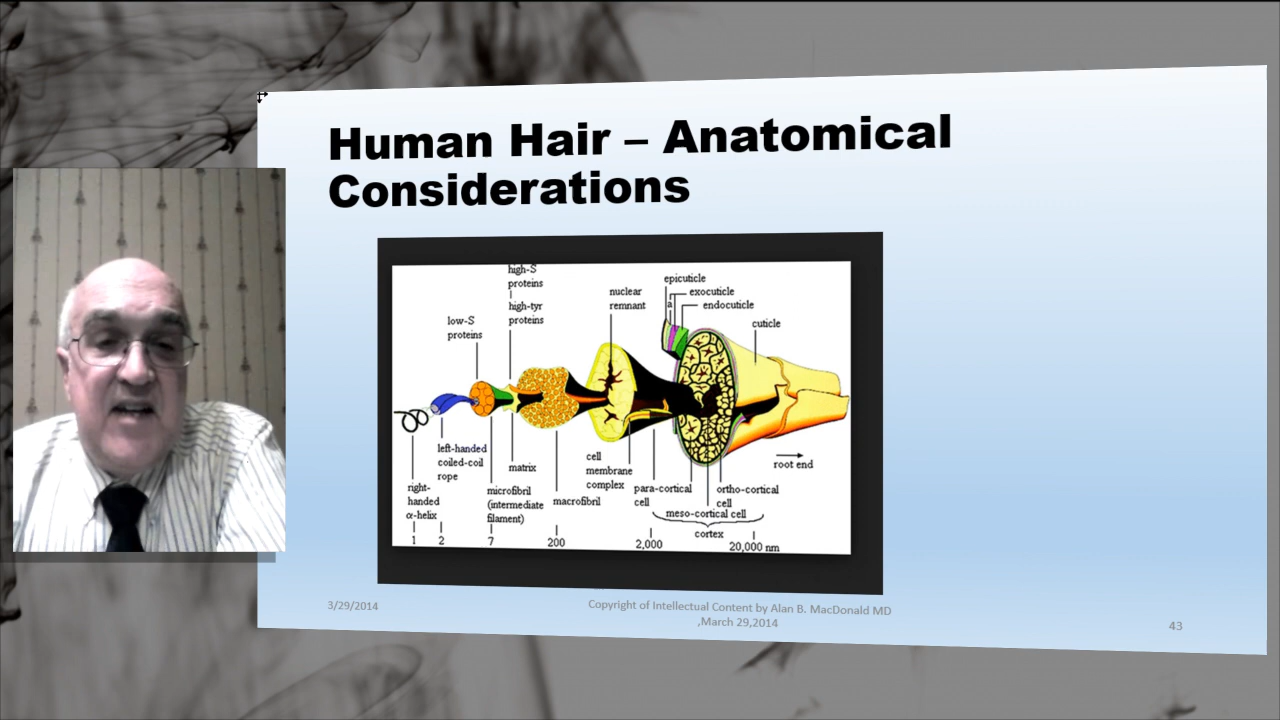 Human Hair – Anatomical
Considerations
high-S
proteins
high-tyr
proteins
low-S
proteins
nuclear
remnant
epicuticle
a
exocuticle
endocuticle
cuticle
left-handed
coiled-coil
rope
right-
handed
α-helix
matrix
microfibril
(intermediate
filament)
macrofibril
cell
membrane
complex
para-cortical
cell
ortho-cortical
cell
meso-cortical cell
cortex
root end
1 2 7 200 2,000 20,000 nm
3/29/2014
Copyright of Intellectual Content by Alan B. MacDonald MD
,March 29,2014
43